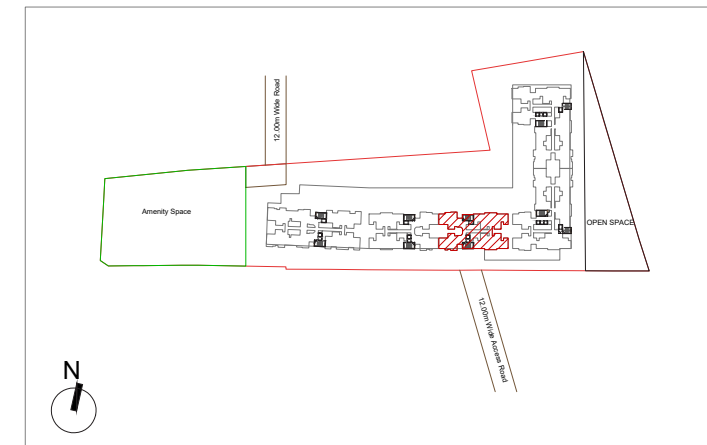 12.00m Wide Road
Amenity Space
OPEN SPACE
12.00m Wide Access Road
N